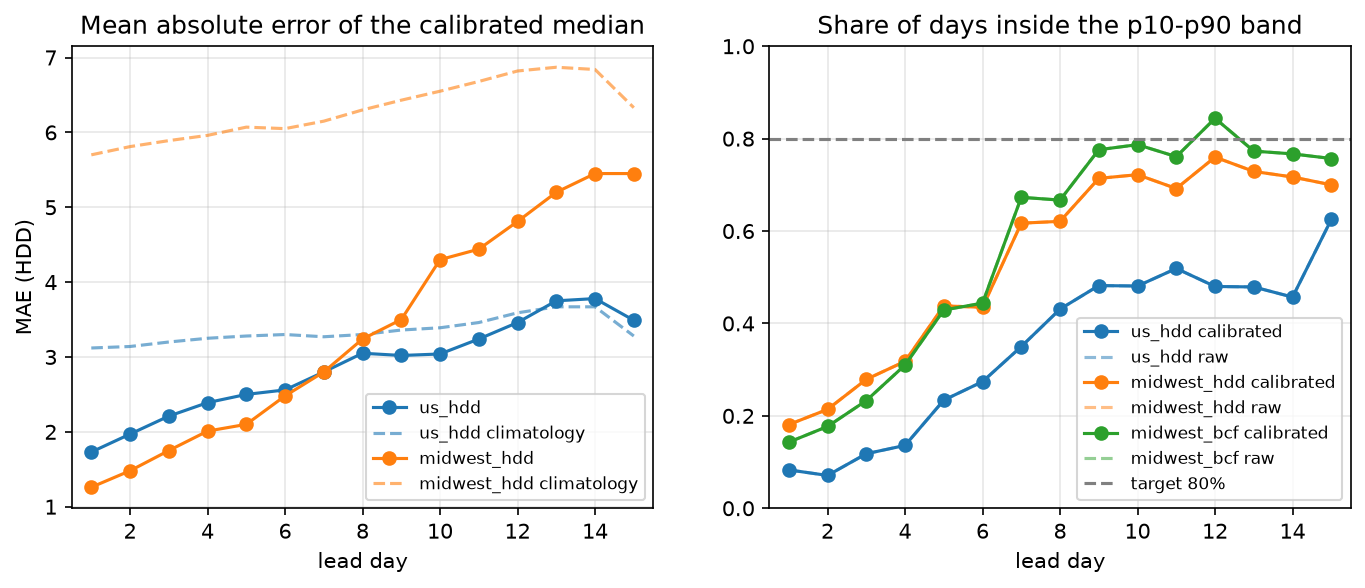 Mean absolute error of the calibrated median
7
6
5
4
3
2
1
MAE (HDD)
us_hdd
us_hdd climatology
midwest_hdd
midwest_hdd climatology
2 4 6 8 10 12 14
lead day
Share of days inside the p10-p90 band
1.0
0.8
0.6
0.4
0.2
0.0
us_hdd calibrated
us_hdd raw
midwest_hdd calibrated
midwest_hdd raw
midwest_bcf calibrated
midwest_bcf raw
target 80%
2 4 6 8 10 12 14
lead day